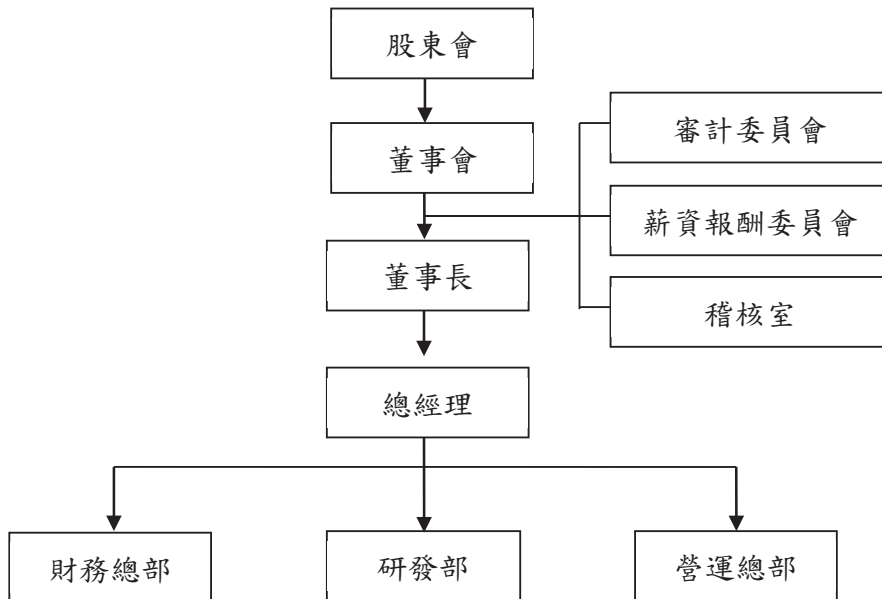 股東會
董事會
審計委員會
薪資報酬委員會
董事長
稽核室
總經理
財務總部
研發部
營運總部